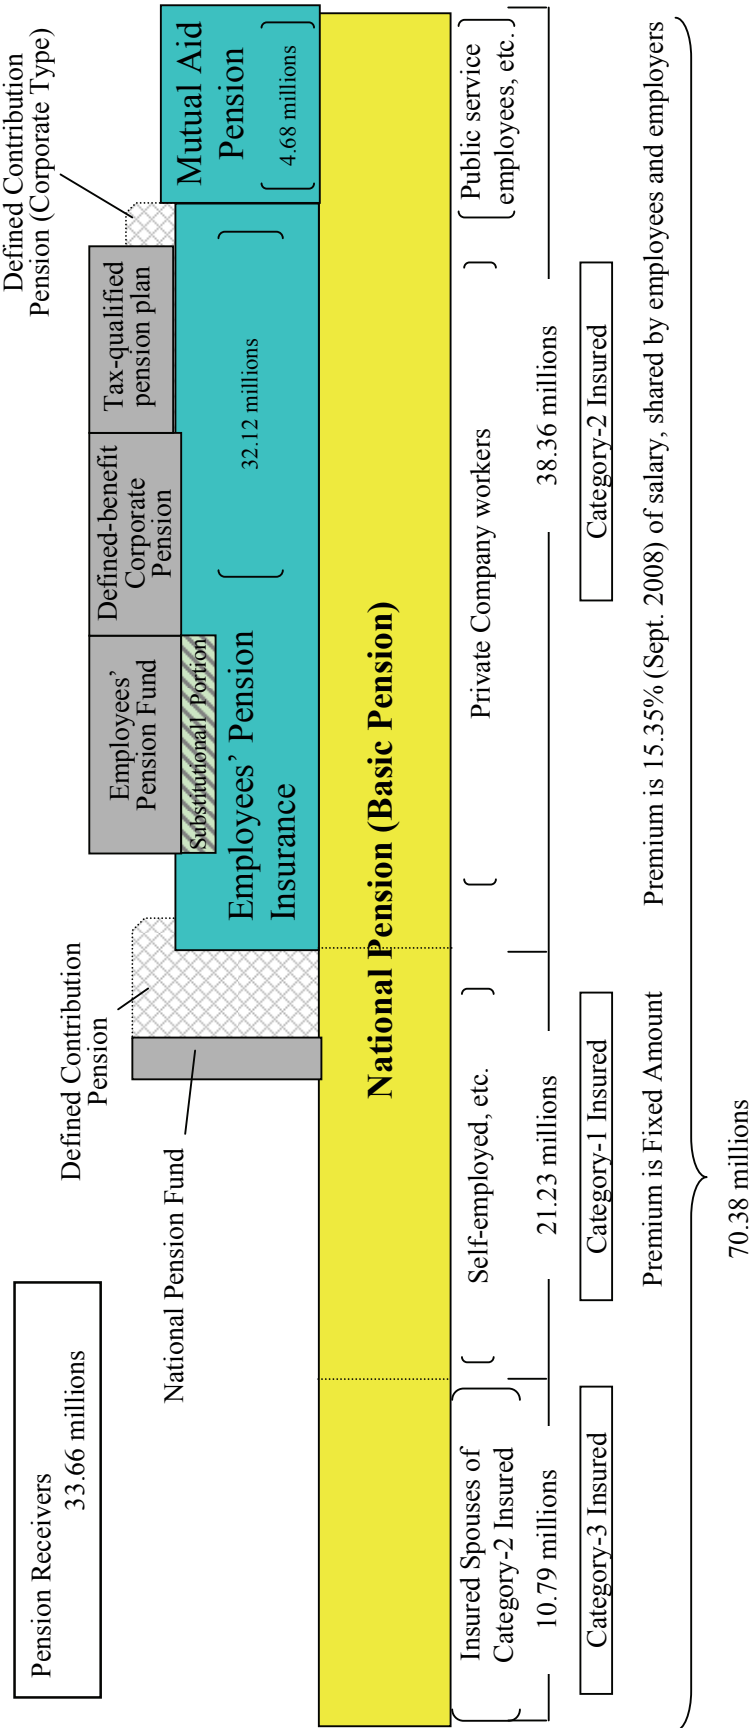 Pension Receivers
33.66 millions
National Pension Fund
Defined Contribution
Pension
Defined Contribution
Pension (Corporate Type)
Employees’
Pension Fund
Defined-benefit
Corporate
Pension
Tax-qualified
pension plan
Substitutionall Portion
Employees’ Pension
Insurance
32.12 millions
Mutual Aid
Pension
4.68 millions
National Pension (Basic Pension)
Insured Spouses of
Category-2 Insured
Self-employed, etc.
Private Company workers
Public service
employees, etc.
10.79 millions
21.23 millions
38.36 millions
Category-3 Insured
Category-1 Insured
Category-2 Insured
Premium is Fixed Amount
Premium is 15.35% (Sept. 2008) of salary, shared by employees and employers
70.38 millions